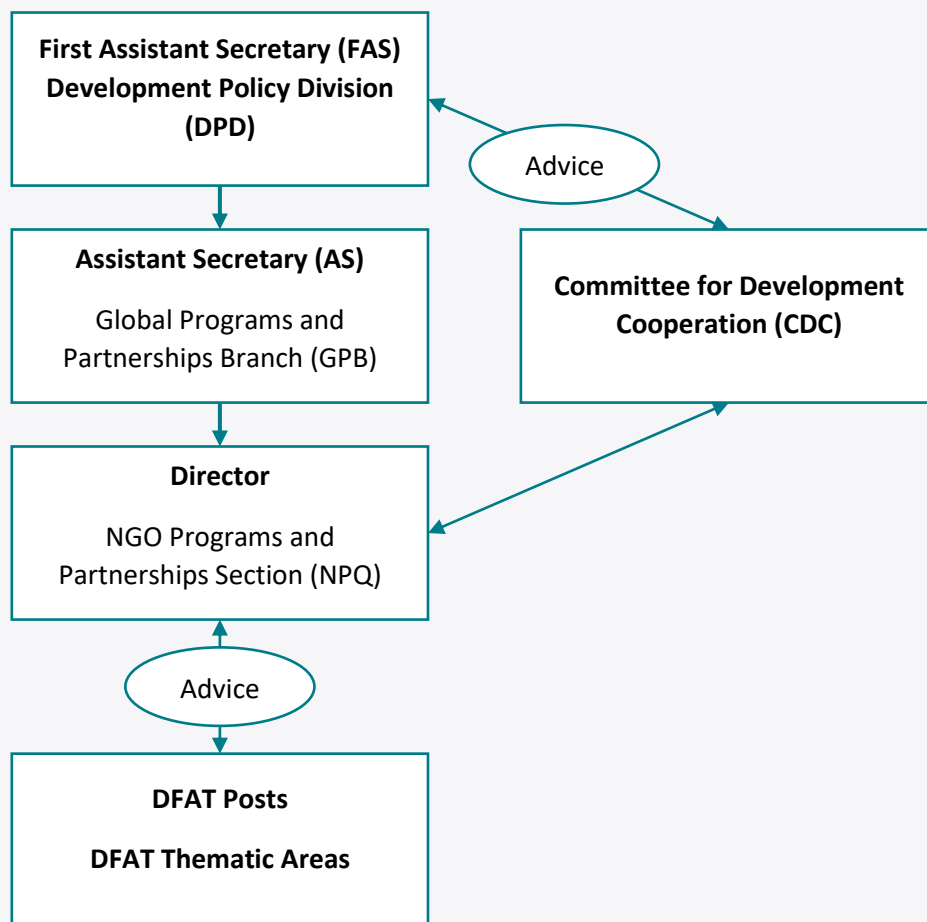 First Assistant Secretary (FAS)
Development Policy Division
(DPD)
Advice
Assistant Secretary (AS)
Global Programs and
Partnerships Branch (GPB)
Committee for Development
Cooperation (CDC)
Director
NGO Programs and
Partnerships Section (NPQ)
Advice
DFAT Posts
DFAT Thematic Areas